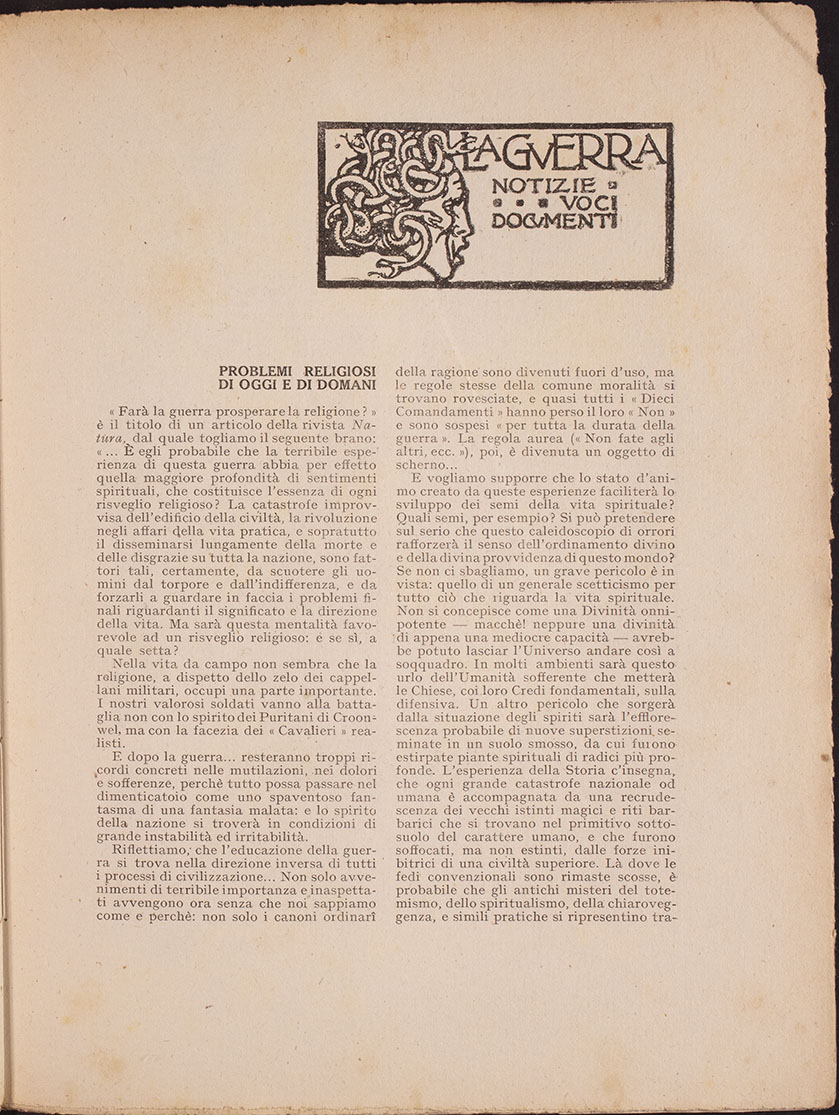 LA GVERRA
NOTIZIE
VOCI
DOCVMENTI
PROBLEMI RELIGIOSI
DI OGGI E DI DOMANI
« Farà la guerra prosperare la religione? »
è il titolo di un articolo della rivista Na-
tura, dal quale togliamo il seguente brano:
« ... È egli probabile che la terribile espe-
rienza di questa guerra abbia per effetto
quella maggiore profondità di sentimenti
spirituali, che costituisce l'essenza di ogni
risveglio religioso? La catastrofe improv-
visa dell'edificio della civiltà, la rivoluzione
negli affari della vita pratica, e sopratutto
il disseminarsi lungamente della morte e
delle disgrazie su tutta la nazione, sono fat-
tori tali, certamente, da scuotere gli uo-
mini dal torpore e dall'indifferenza, e da
forzarli a guardare in faccia i problemi fi-
nali riguardanti il significato e la direzione
della vita. Ma sarà questa mentalità favo-
revole ad un risveglio religioso: e se sì, a
quale setta?
Nella vita da campo non sembra che la
religione, a dispetto dello zelo dei cappel-
lani militari, occupi una parte importante.
I nostri valorosi soldati vanno alla batta-
glia non con lo spirito dei Puritani di Croon-
wel, ma con la facezia dei « Cavalieri » rea-
listi.
E dopo la guerra... resteranno troppi ri-
cordi concreti nelle mutilazioni, nei dolori
e sofferenze, perchè tutto possa passare nel
dimenticatoio come uno spaventoso fan-
tasma di una fantasia malata: e lo spirito
della nazione si troverà in condizioni di
grande instabilità ed irritabilità.
Riflettiamo, che l'educazione della guer-
ra si trova nella direzione inversa di tutti
i processi di civilizzazione... Non solo avve-
nimenti di terribile importanza e inaspetta-
ti avvengono ora senza che noi sappiamo
come e perchè: non solo i canoni ordinarî
della ragione sono divenuti fuori d'uso, ma
le regole stesse della comune moralità si
trovano rovesciate, e quasi tutti i « Dieci
Comandamenti » hanno perso il loro « Non »
e sono sospesi « per tutta la durata della
guerra ». La regola aurea (« Non fate agli
altri, ecc. »), poi, è divenuta un oggetto di
scherno...
E vogliamo supporre che lo stato d'ani-
mo creato da queste esperienze faciliterà lo
sviluppo dei semi della vita spirituale?
Quali semi, per esempio? Si può pretendere
sul serio che questo caleidoscopio di orrori
rafforzerà il senso dell'ordinamento divino
e della divina provvidenza di questo mondo?
Se non ci sbagliamo, un grave pericolo è in
vista: quello di un generale scetticismo per
tutto ciò che riguarda la vita spirituale.
Non si concepisce come una Divinità onni-
potente — macchè! neppure una divinità
di appena una mediocre capacità — avreb-
be potuto lasciar l'Universo andare così a
soqquadro. In molti ambienti sarà questo
urlo dell'Umanità sofferente che metterà
le Chiese, coi loro Credi fondamentali, sulla
difensiva. Un altro pericolo che sorgerà
dalla situazione degli spiriti sarà l'efflore-
scenza probabile di nuove superstizioni, se-
minate in un suolo smosso, da cui furono
estirpate piante spirituali di radici più pro-
fonde. L'esperienza della Storia c'insegna,
che ogni grande catastrofe nazionale od
umana è accompagnata da una recrude-
scenza dei vecchi istinti magici e riti bar-
barici che si trovano nel primitivo sotto-
suolo del carattere umano, e che furono
soffocati, ma non estinti, dalle forze ini-
bitrici di una civiltà superiore. Là dove le
fedi convenzionali sono rimaste scosse, è
probabile che gli antichi misteri del tote-
mismo, dello spiritualismo, della chiaroveg-
genza, e simili pratiche si ripresentino tra-